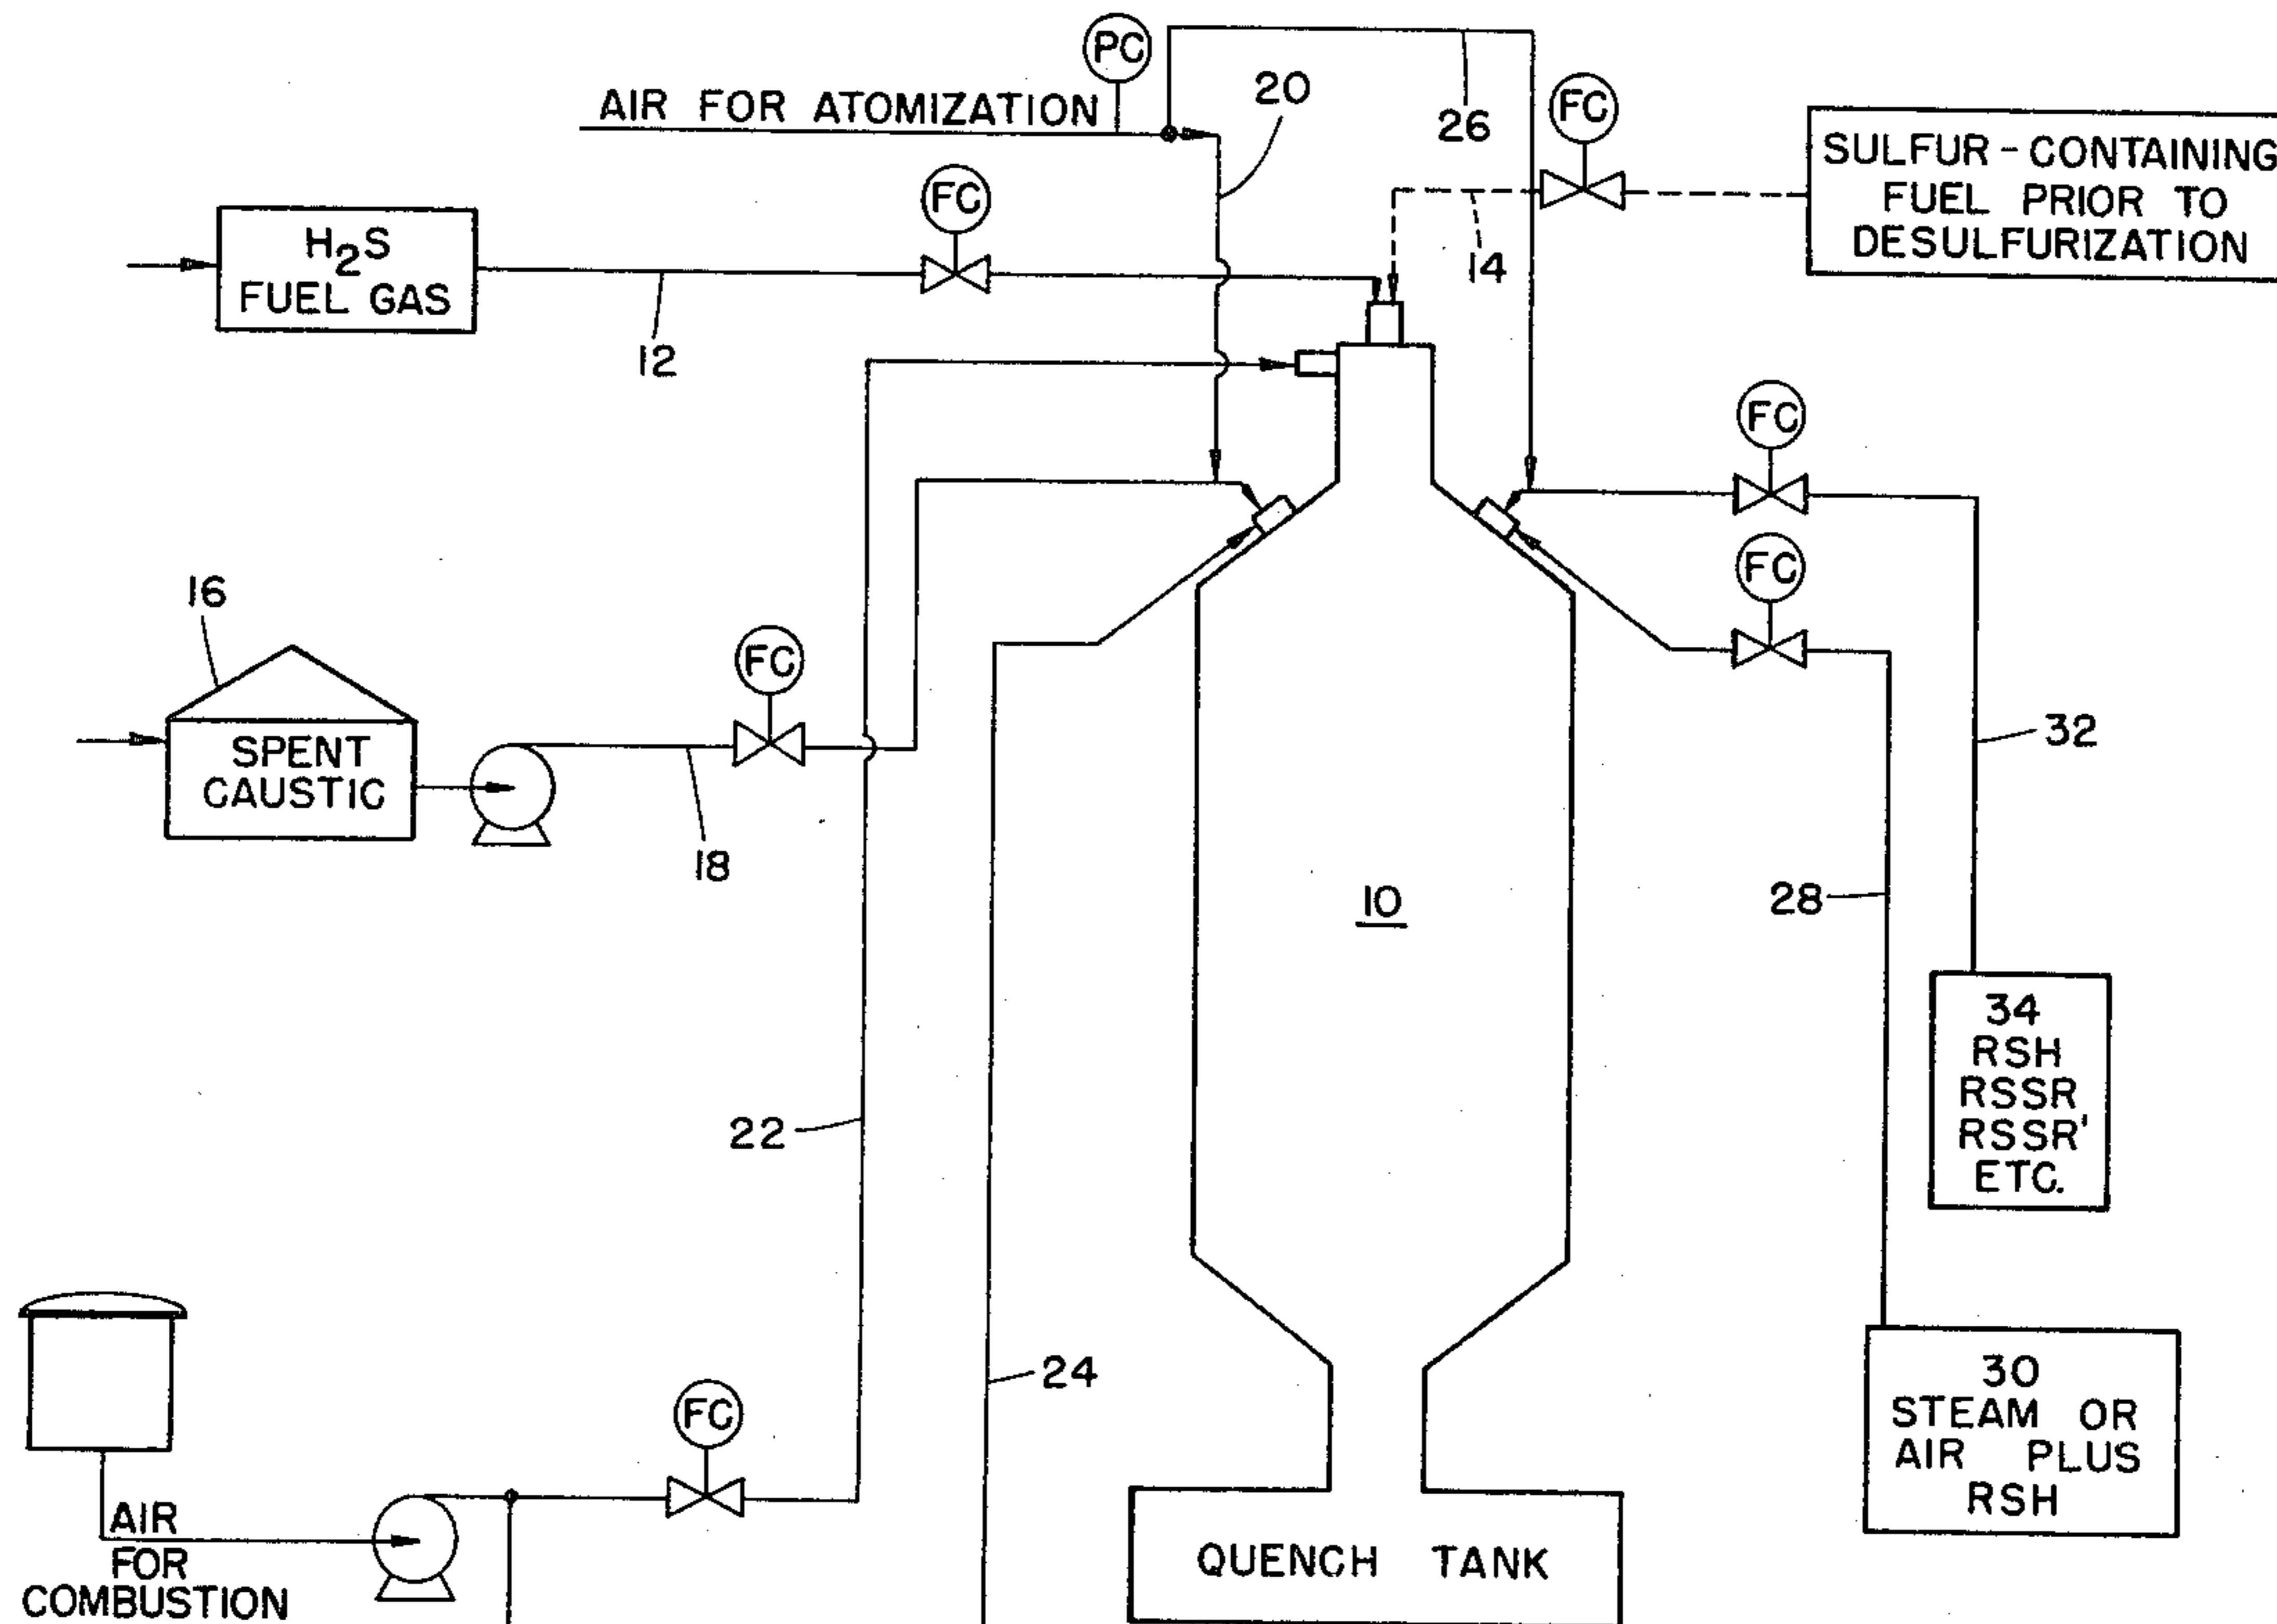 PC
AIR FOR ATOMIZATION
20
26
FC
SULFUR-CONTAINING
FUEL PRIOR TO
DESULFURIZATION
FC
H2S
FUEL GAS
12
14
FC
FC
16
SPENT
CAUSTIC
FC
18
32
10
28
34
RSH
RSSR
RSSR'
ETC.
22
24
30
STEAM OR
AIR PLUS
RSH
FC
AIR
FOR
COMBUSTION
QUENCH TANK